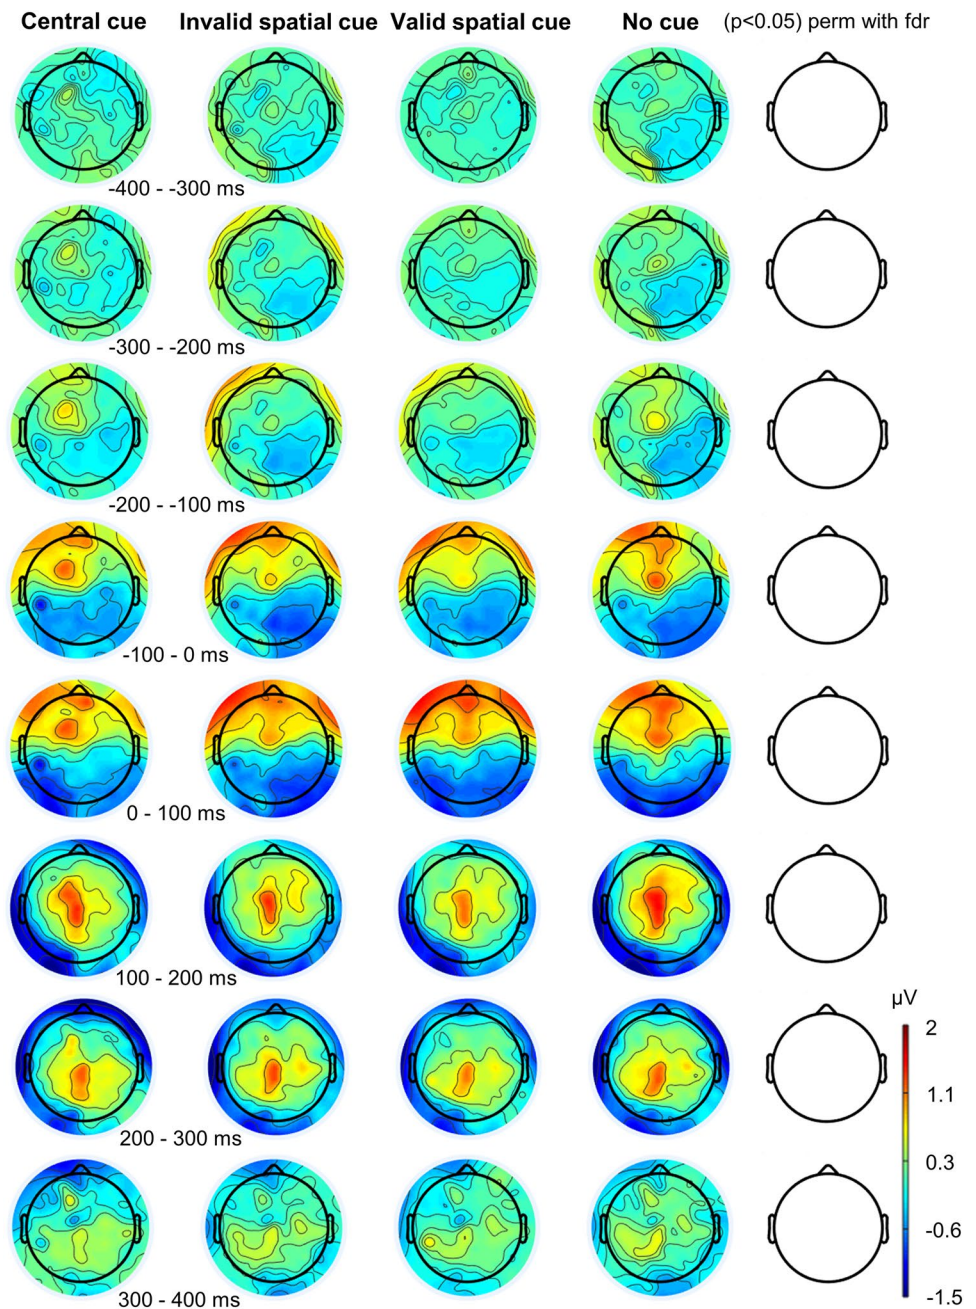 Central cue Invalid spatial cue Valid spatial cue No cue (p<0.05) perm with fdr
-400 - -300 ms
-300 - -200 ms
-200 - -100 ms
-100 - 0 ms
0 - 100 ms
100 - 200 ms
µV
2
1.1
200 - 300 ms
0.3
-0.6
-1.5
300 - 400 ms